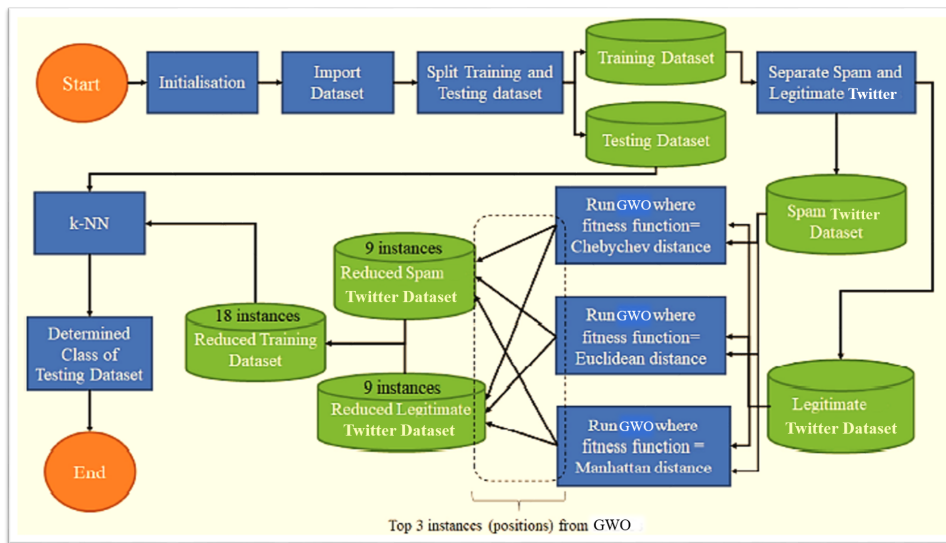 Start
Initialisation
Import
Dataset
Split Training and
Testing dataset
Training Dataset
Testing Dataset
Separate Spam and
Legitimate Twitter
k-NN
Spam Twitter
Dataset
Run GWO where
fitness function=
Chebychev distance
9 instances
Reduced Spam
Twitter Dataset
18 instances
Reduced Training
Dataset
Run GWO where
fitness function=
Euclidean distance
Determined
Class of
Testing Dataset
9 instances
Reduced Legitimate
Twitter Dataset
Legitimate
Twitter Dataset
Run GWO where
fitness function =
Manhattan distance
End
Top 3 instances (positions) from GWO